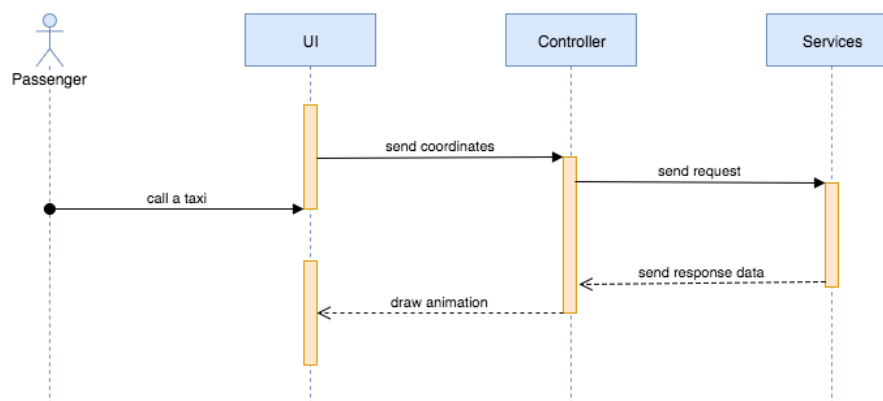 UI
Controller
Services
Passenger
send coordinates
send request
call a taxi
send response data
draw animation